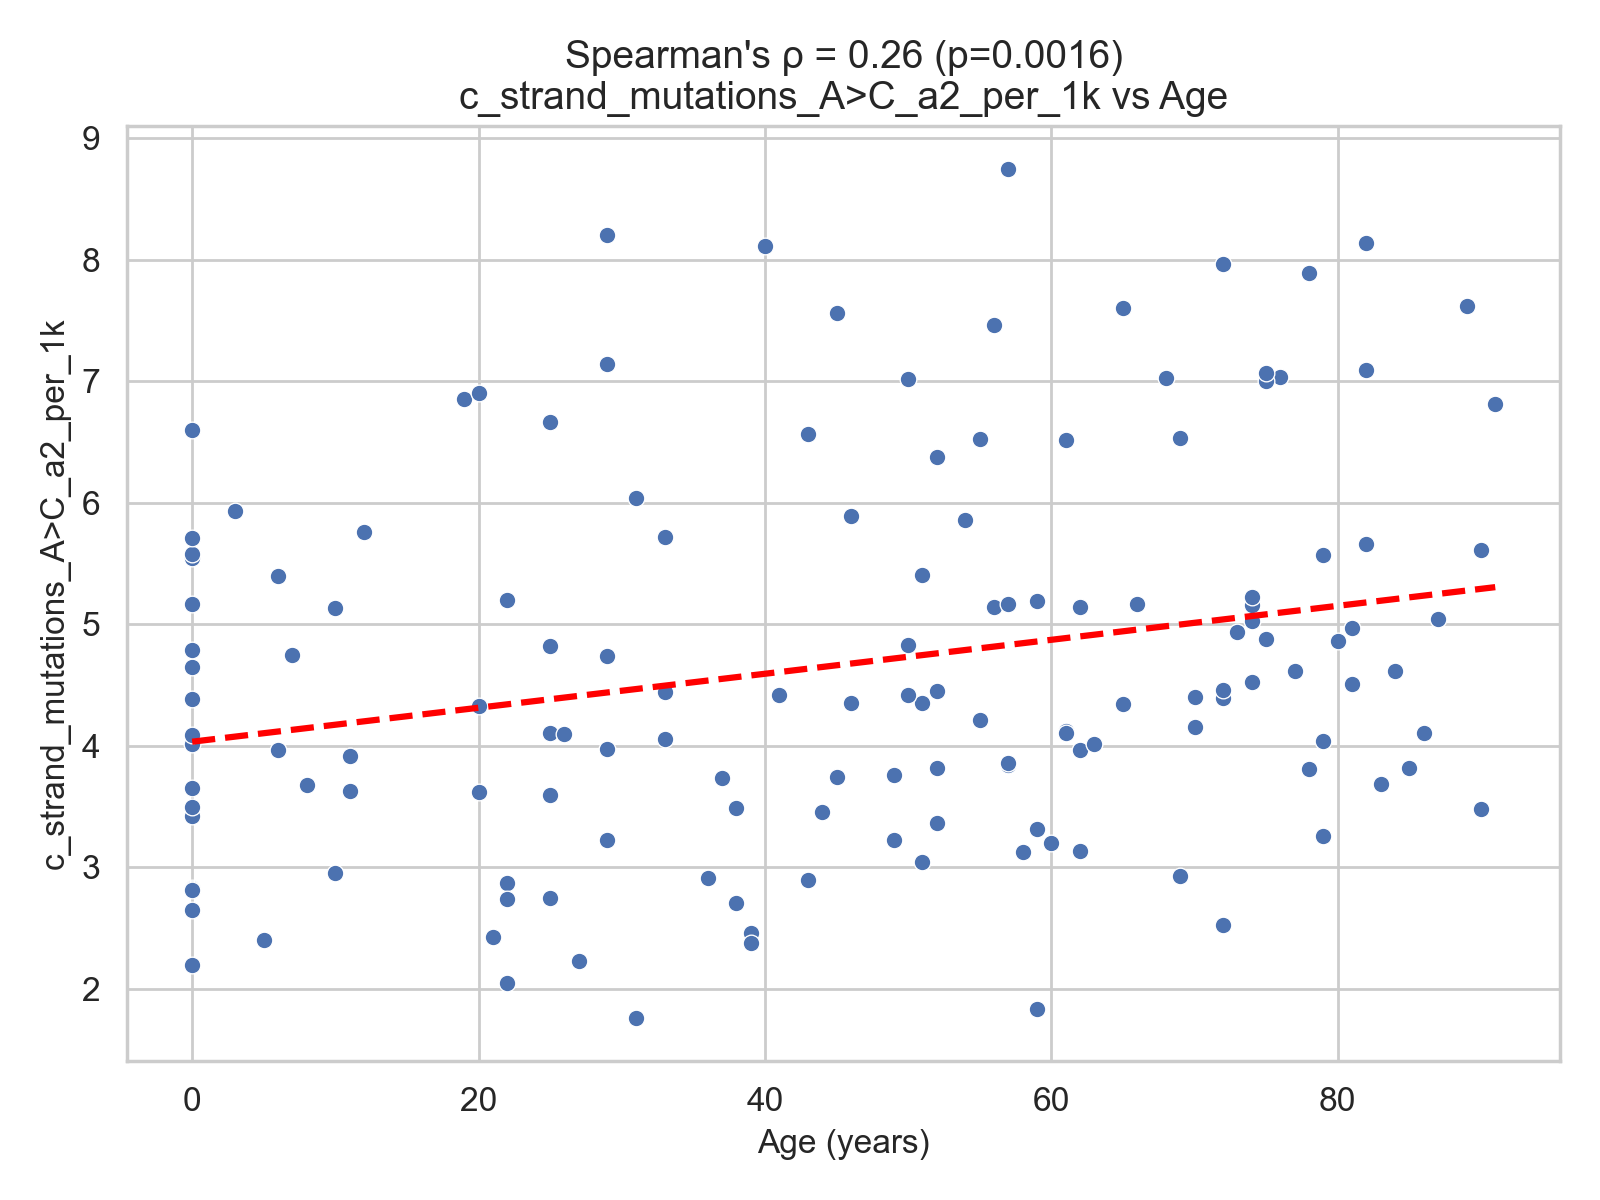 Spearman's ρ = 0.26 (p=0.0016)
c_strand_mutations_A>C_a2_per_1k vs Age
c_strand_mutations_A>C_a2_per_1k
9
8
7
6
5
4
3
2
0 20 40 60 80
Age (years)